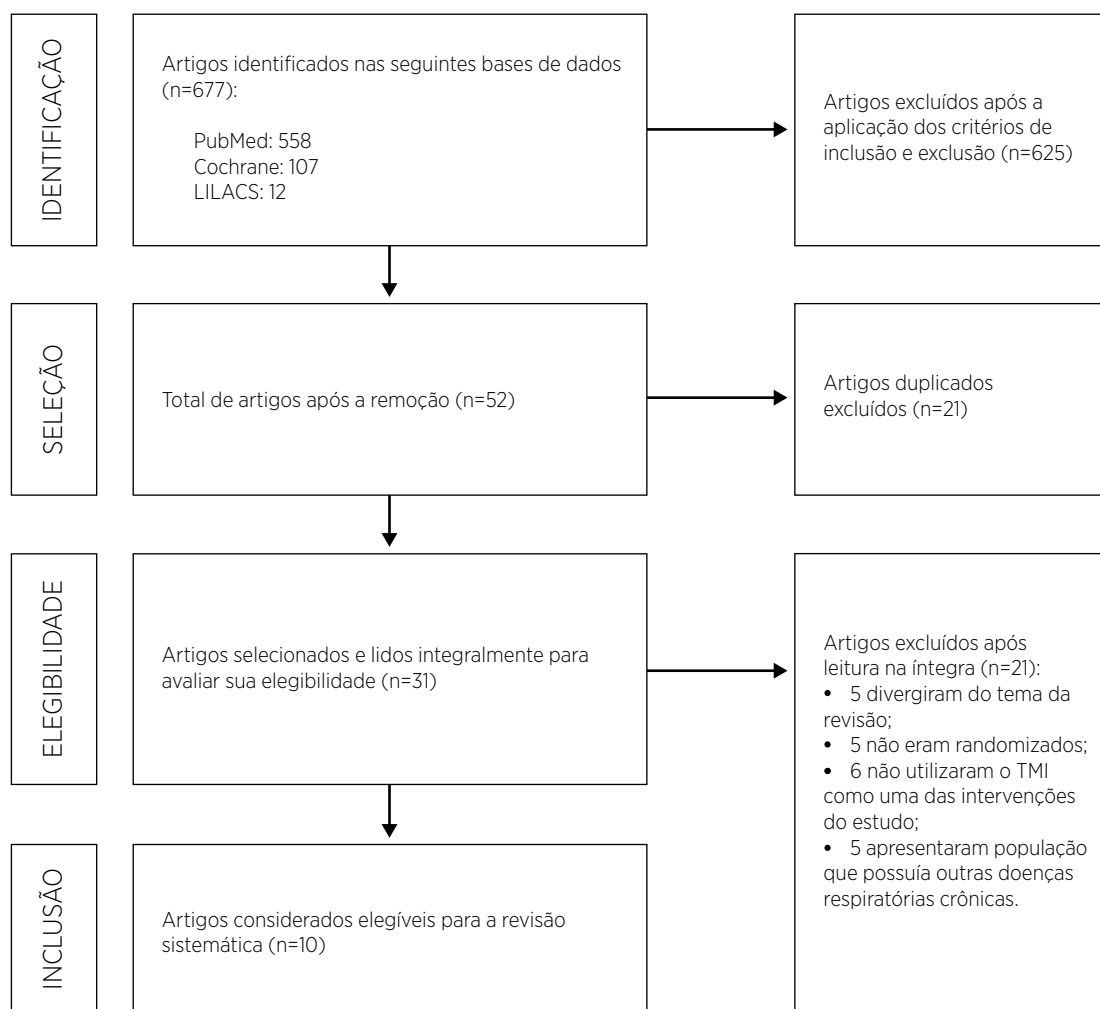 IDENTIFICAÇÃO
Artigos identificados nas seguintes bases de dados
(n=677):
PubMed: 558
Cochrane: 107
LILACS: 12
Artigos excluídos após a
aplicação dos critérios de
inclusão e exclusão (n=625)
SELEÇÃO
Total de artigos após a remoção (n=52)
Artigos duplicados
excluídos (n=21)
ELEGIBILIDADE
Artigos selecionados e lidos integralmente para
avaliar sua elegibilidade (n=31)
Artigos excluídos após
leitura na íntegra (n=21):
• 5 divergiram do tema da
revisão;
• 5 não eram randomizados;
• 6 não utilizaram o TMI
como uma das intervenções
do estudo;
• 5 apresentaram população
que possuía outras doenças
respiratórias crônicas.
INCLUSÃO
Artigos considerados elegíveis para a revisão
sistemática (n=10)